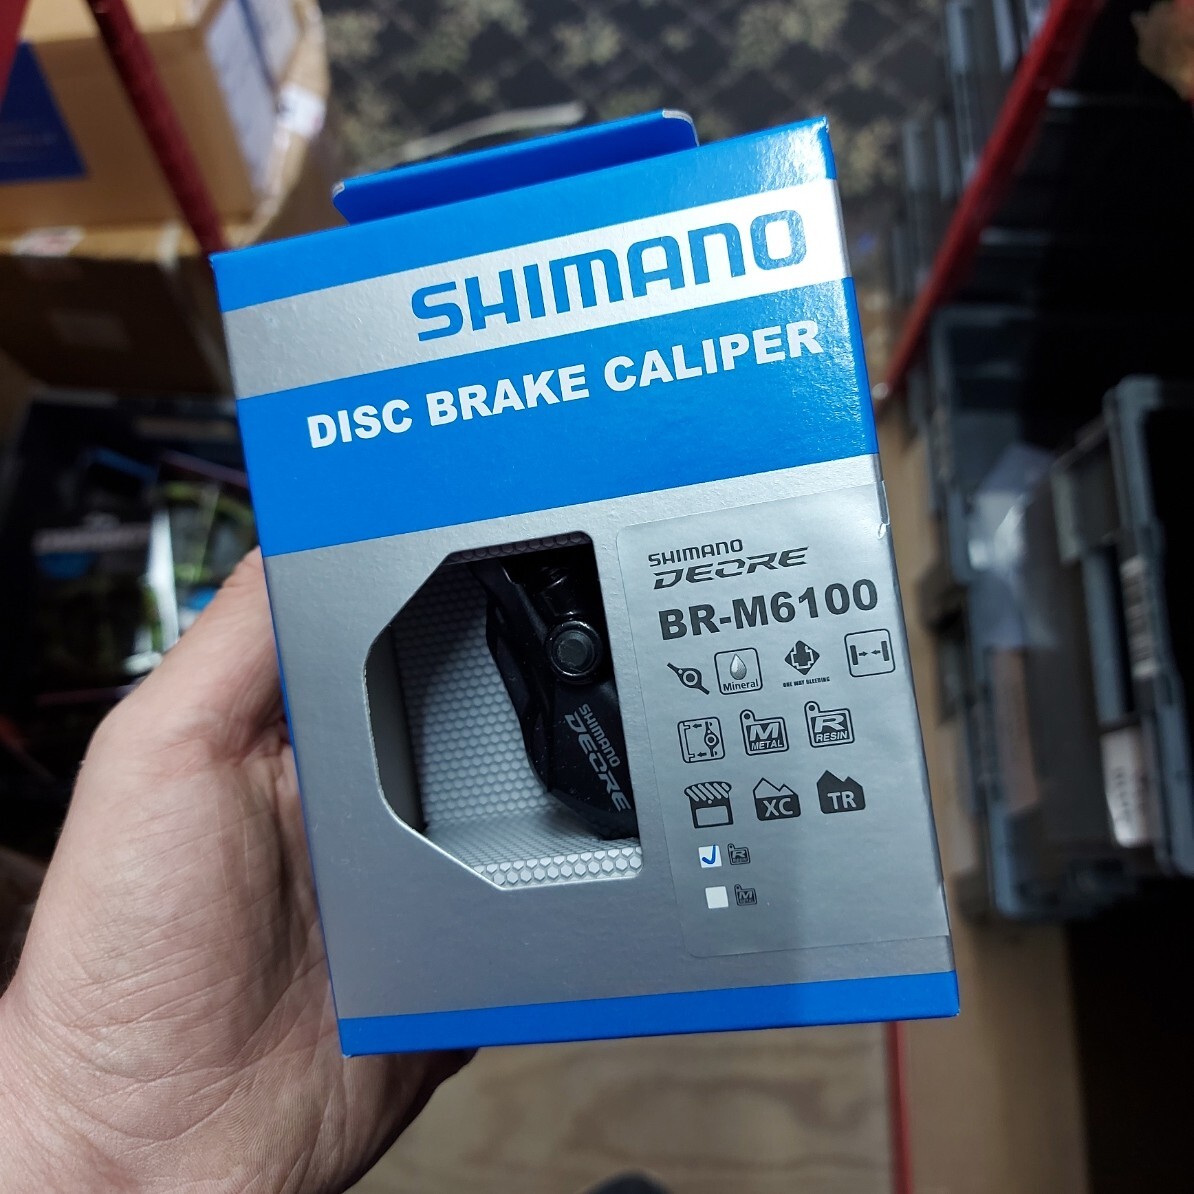 SHIMANO
DISC BRAKE CALIPER
SHIMANO
DEORE
BR-M6100
Mineral
ONE WAY BLEEDING
M
METAL
R
RESIN
XC
TR
R
M
SHIMANO
DEORE